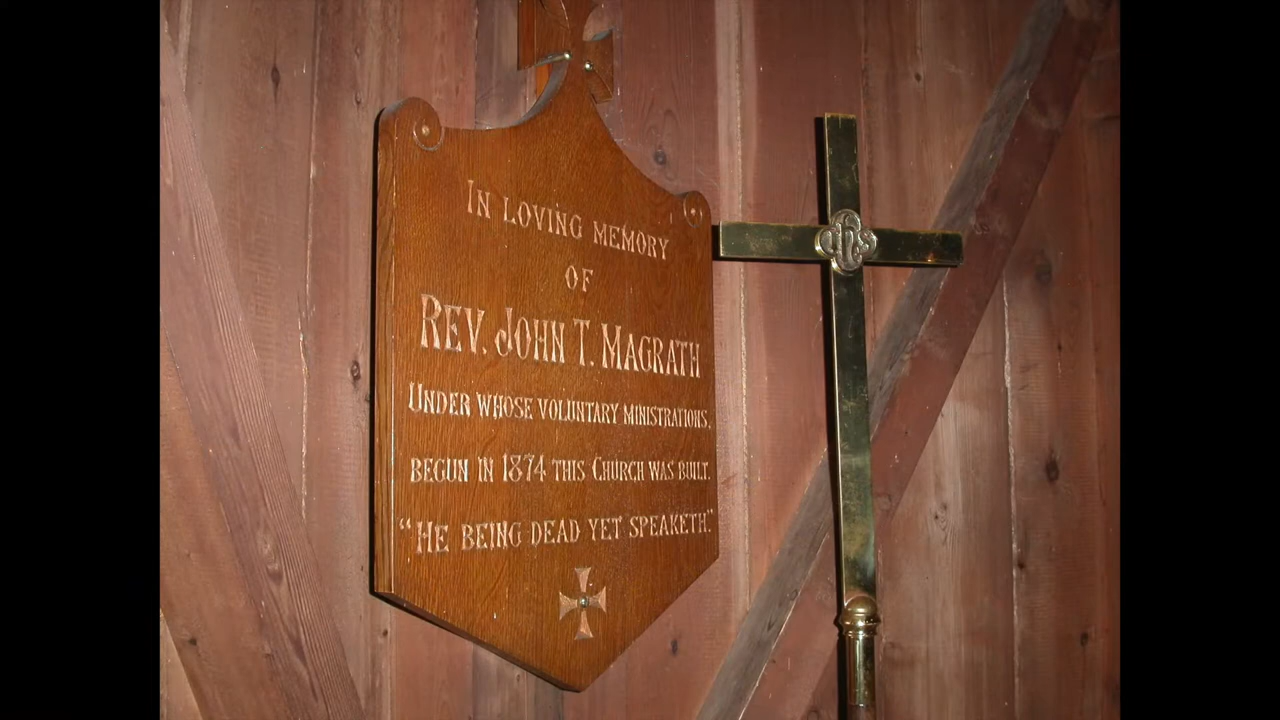 In loving memory
of
Rev. John T. Magrath
Under whose voluntary ministrations,
begun in 1874 this Church was built.
"He being dead yet speaketh."
IHS